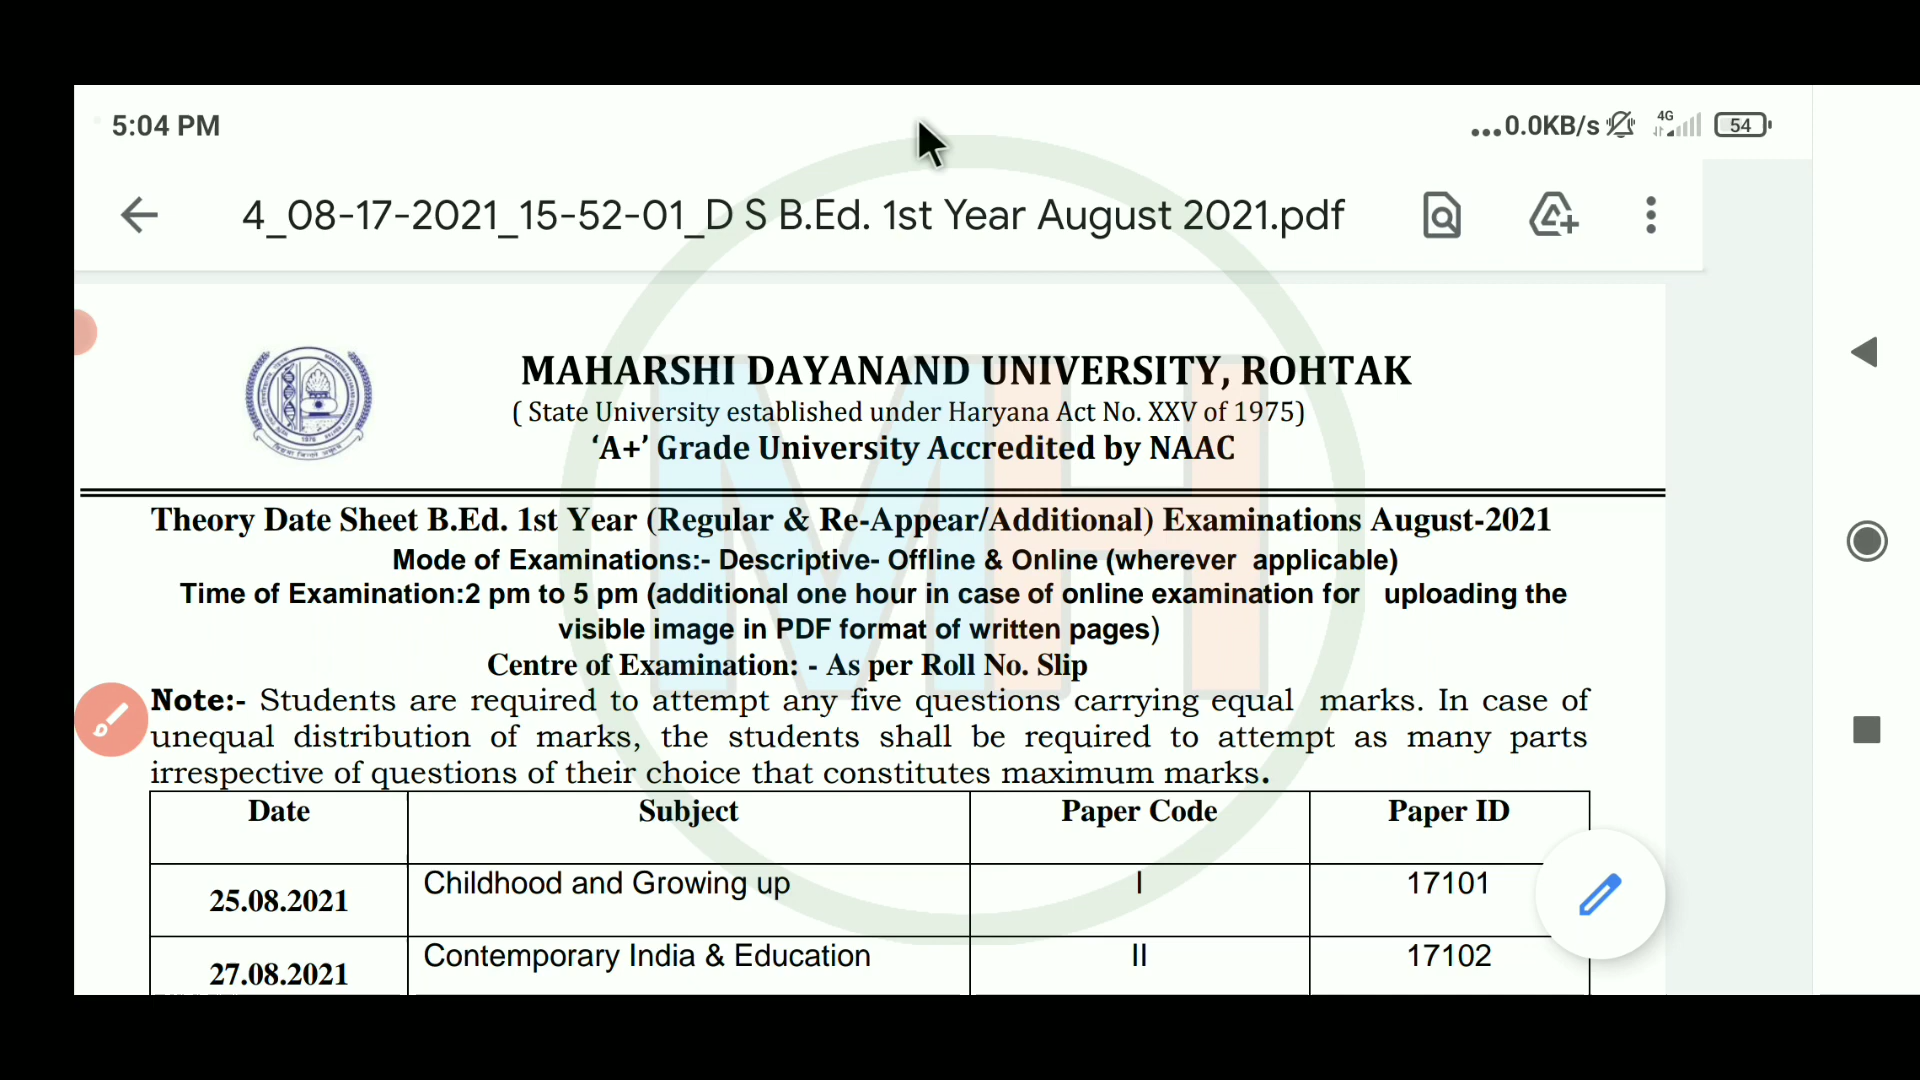 5:04 PM
...0.0KB/s 4G 54
4_08-17-2021_15-52-01_D S B.Ed. 1st Year August 2021.pdf
MAHARSHI DAYANAND UNIVERSITY, ROHTAK
( State University established under Haryana Act No. XXV of 1975)
‘A+’ Grade University Accredited by NAAC
Theory Date Sheet B.Ed. 1st Year (Regular & Re-Appear/Additional) Examinations August-2021
Mode of Examinations:- Descriptive- Offline & Online (wherever applicable)
Time of Examination:2 pm to 5 pm (additional one hour in case of online examination for uploading the
visible image in PDF format of written pages)
Centre of Examination: - As per Roll No. Slip
Note:- Students are required to attempt any five questions carrying equal marks. In case of
unequal distribution of marks, the students shall be required to attempt as many parts
irrespective of questions of their choice that constitutes maximum marks.
Date Subject Paper Code Paper ID
25.08.2021 Childhood and Growing up I 17101
27.08.2021 Contemporary India & Education II 17102
MH